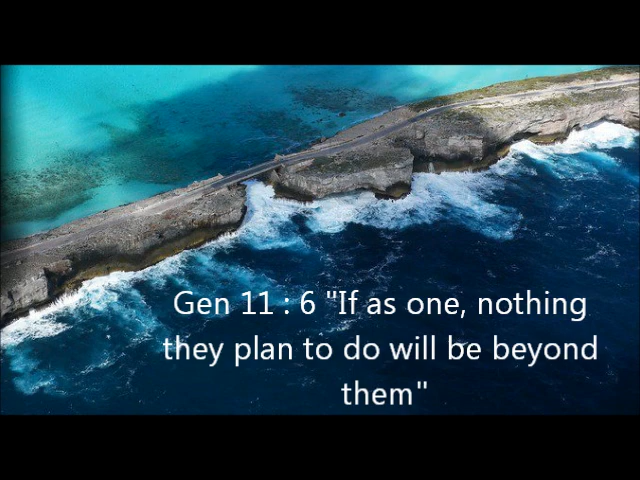 Gen 11 : 6 "If as one, nothing
they plan to do will be beyond
them"